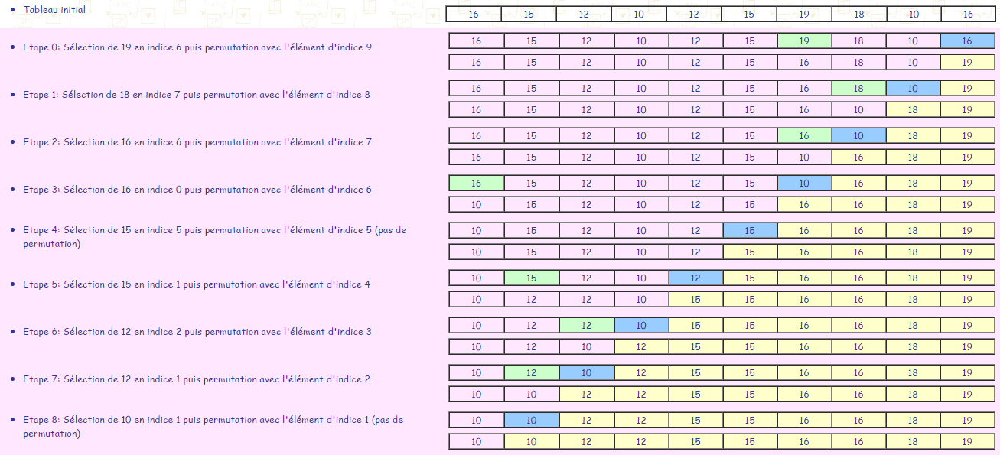 Tableau initial
16 15 12 10 12 15 19 18 10 16
Etape 0: Sélection de 19 en indice 6 puis permutation avec l'élément d'indice 9
16 15 12 10 12 15 19 18 10 16
16 15 12 10 12 15 16 18 10 19
Etape 1: Sélection de 18 en indice 7 puis permutation avec l'élément d'indice 8
16 15 12 10 12 15 16 18 10 19
16 15 12 10 12 15 16 10 18 19
Etape 2: Sélection de 16 en indice 6 puis permutation avec l'élément d'indice 7
16 15 12 10 12 15 16 10 18 19
16 15 12 10 12 15 10 16 18 19
Etape 3: Sélection de 16 en indice 0 puis permutation avec l'élément d'indice 6
16 15 12 10 12 15 10 16 18 19
10 15 12 10 12 15 16 16 18 19
Etape 4: Sélection de 15 en indice 5 puis permutation avec l'élément d'indice 5 (pas de
permutation)
10 15 12 10 12 15 16 16 18 19
10 15 12 10 12 15 16 16 18 19
Etape 5: Sélection de 15 en indice 1 puis permutation avec l'élément d'indice 4
10 15 12 10 12 15 16 16 18 19
10 12 12 10 15 15 16 16 18 19
Etape 6: Sélection de 12 en indice 2 puis permutation avec l'élément d'indice 3
10 12 12 10 15 15 16 16 18 19
10 12 10 12 15 15 16 16 18 19
Etape 7: Sélection de 12 en indice 1 puis permutation avec l'élément d'indice 2
10 12 10 12 15 15 16 16 18 19
10 10 12 12 15 15 16 16 18 19
Etape 8: Sélection de 10 en indice 1 puis permutation avec l'élément d'indice 1 (pas de
permutation)
10 10 12 12 15 15 16 16 18 19
10 10 12 12 15 15 16 16 18 19